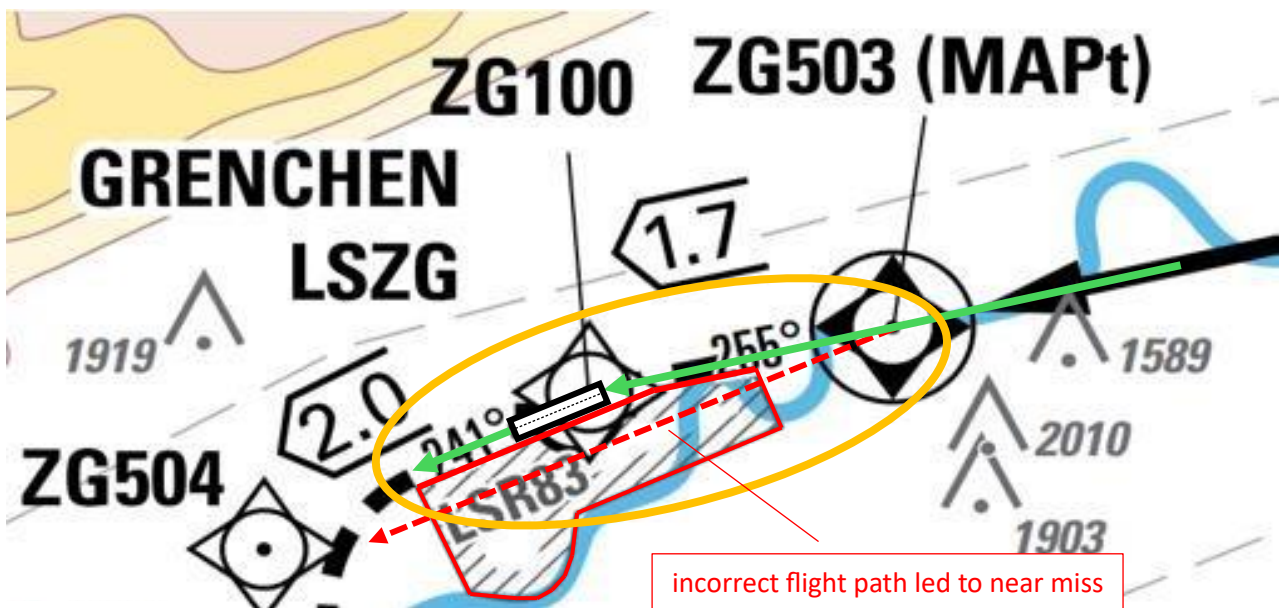 ZG100
ZG503 (MAPt)
GRENCHEN
LSZG
1.7
1919
255°
1589
2.0
241°
2010
ZG504
LSR83
1903
incorrect flight path led to near miss